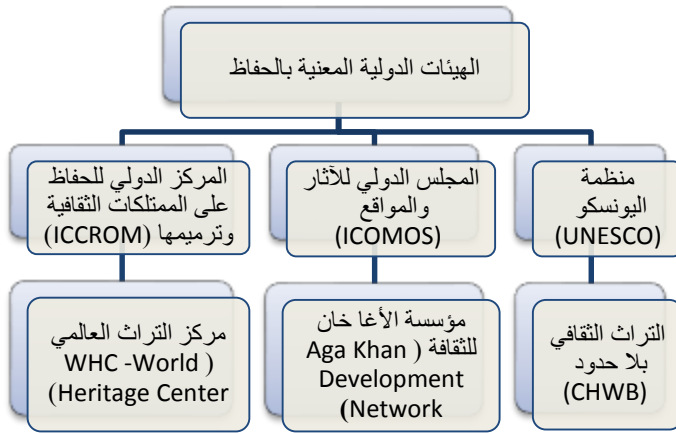 الهيئات الدولية المعنية بالحفاظ
منظمة
اليونسكو
(UNESCO)
المجلس الدولي للآثار
والمواقع
(ICOMOS)
المركز الدولي للحفاظ
على الممتلكات الثقافية
وترميمها (ICCROM)
التراث الثقافي
بلا حدود
(CHWB)
مؤسسة الأغا خان
للثقافة ( Aga Khan
Development
(Network
مركز التراث العالمي
( WHC -World
(Heritage Center